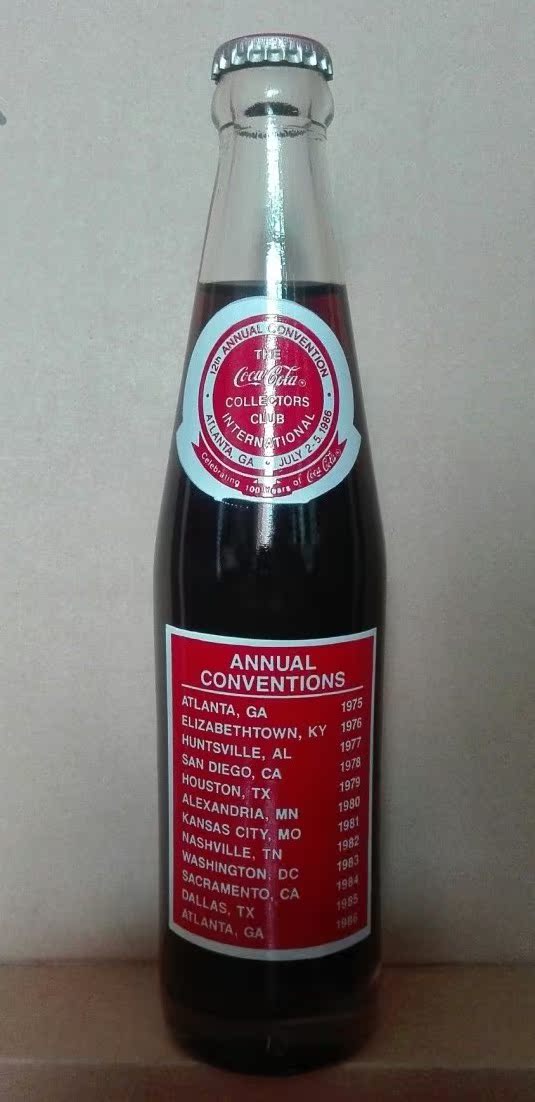 12th ANNUAL CONVENTION
THE
Coca-Cola®
COLLECTORS
CLUB
INTERNATIONAL
ATLANTA, GA • JULY 2-5, 1986
Celebrating 100 Years of Coca-Cola®
ANNUAL
CONVENTIONS
ATLANTA, GA 1975
ELIZABETHTOWN, KY 1976
HUNTSVILLE, AL 1977
SAN DIEGO, CA 1978
HOUSTON, TX 1979
ALEXANDRIA, MN 1980
KANSAS CITY, MO 1981
NASHVILLE, TN 1982
WASHINGTON, DC 1983
SACRAMENTO, CA 1984
DALLAS, TX 1985
ATLANTA, GA 1986